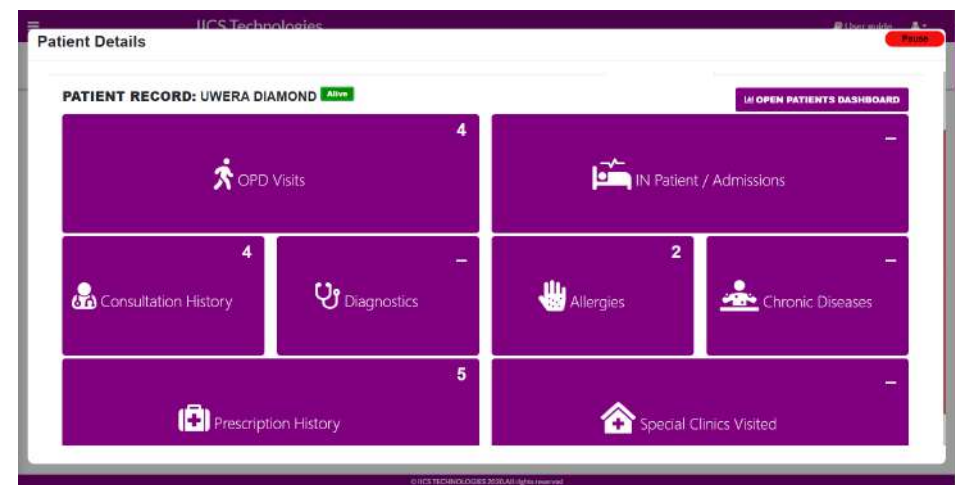 IICS Technologies
User guide
Patient Details
Pause
PATIENT RECORD: UWERA DIAMOND Alive
OPEN PATIENTS DASHBOARD
4
OPD Visits
–
IN Patient / Admissions
4
Consultation History
–
Diagnostics
2
Allergies
–
Chronic Diseases
5
Prescription History
–
Special Clinics Visited
© IICS TECHNOLOGIES 2020.All rights reserved